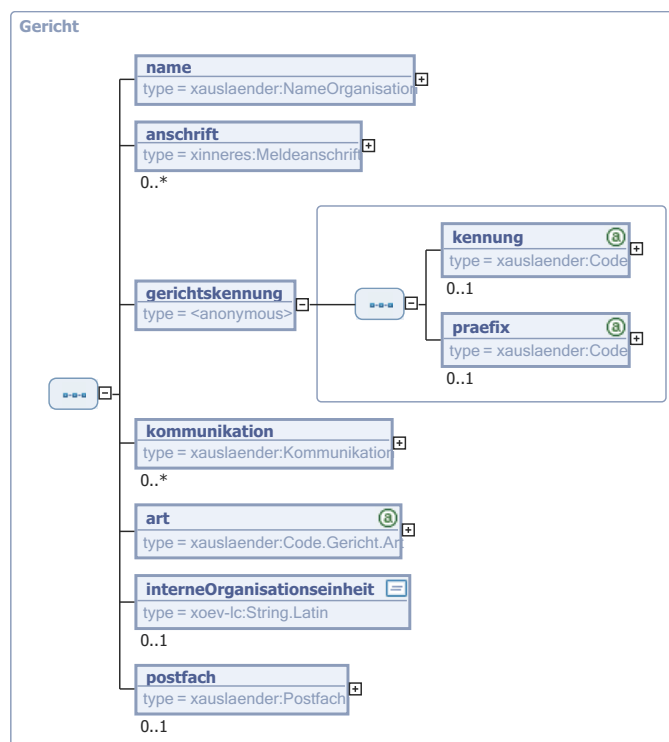 Gericht
name
type = xauslaender:NameOrganisation
anschrift
type = xinneres:Meldeanschrift
0..*
gerichtskennung
type = <anonymous>
kennung
a
type = xauslaender:Code
0..1
praefix
a
type = xauslaender:Code
0..1
kommunikation
type = xauslaender:Kommunikation
0..*
art
a
type = xauslaender:Code.Gericht.Art
interneOrganisationseinheit
type = xoev-lc:String.Latin
0..1
postfach
type = xauslaender:Postfach
0..1